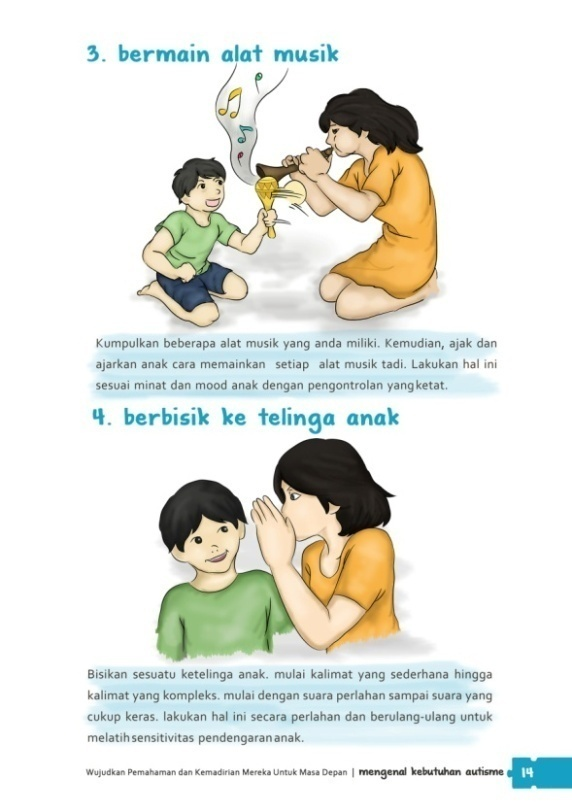 3. bermain alat musik
Kumpulkan beberapa alat musik yang anda miliki. Kemudian, ajak dan
ajarkan anak cara memainkan setiap alat musik tadi. Lakukan hal ini
sesuai minat dan mood anak dengan pengontrolan yangketat.
4. berbisik ke telinga anak
Bisikan sesuatu ketelinga anak. mulai kalimat yang sederhana hingga
kalimat yang kompleks. mulai dengan suara perlahan sampai suara yang
cukup keras. lakukan hal ini secara perlahan dan berulang-ulang untuk
melatihsensitivitas pendengarananak.
Wujudkan Pemahaman dan Kemadirian Mereka Untuk Masa Depan | mengenal kebutuhan autisme 14